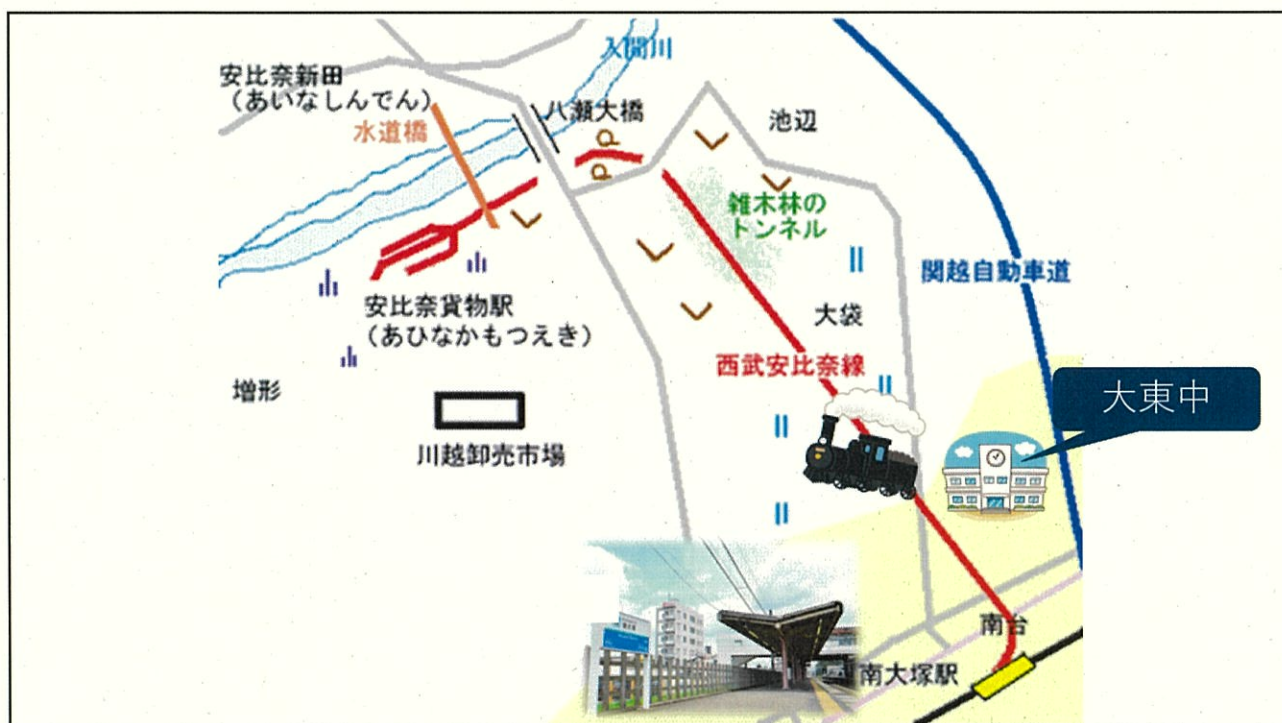 入間川
安比奈新田
(あいなしんでん)
八瀬大橋
水道橋
池辺
雑木林の
トンネル
関越自動車道
安比奈貨物駅
(あひなかもつえき)
大袋
西武安比奈線
増形
大東中
川越卸売市場
南台
南大塚駅